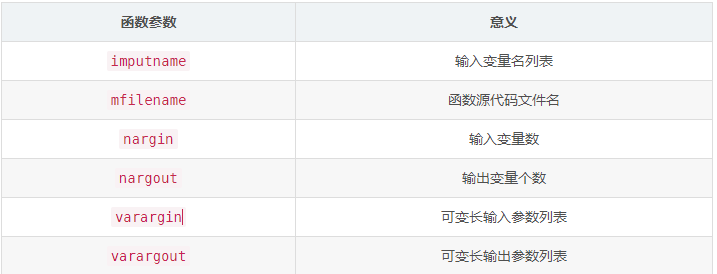 函数参数 意义
imputname 输入变量名列表
mfilename 函数源代码文件名
nargin 输入变量数
nargout 输出变量个数
varargin 可变长输入参数列表
varargout 可变长输出参数列表